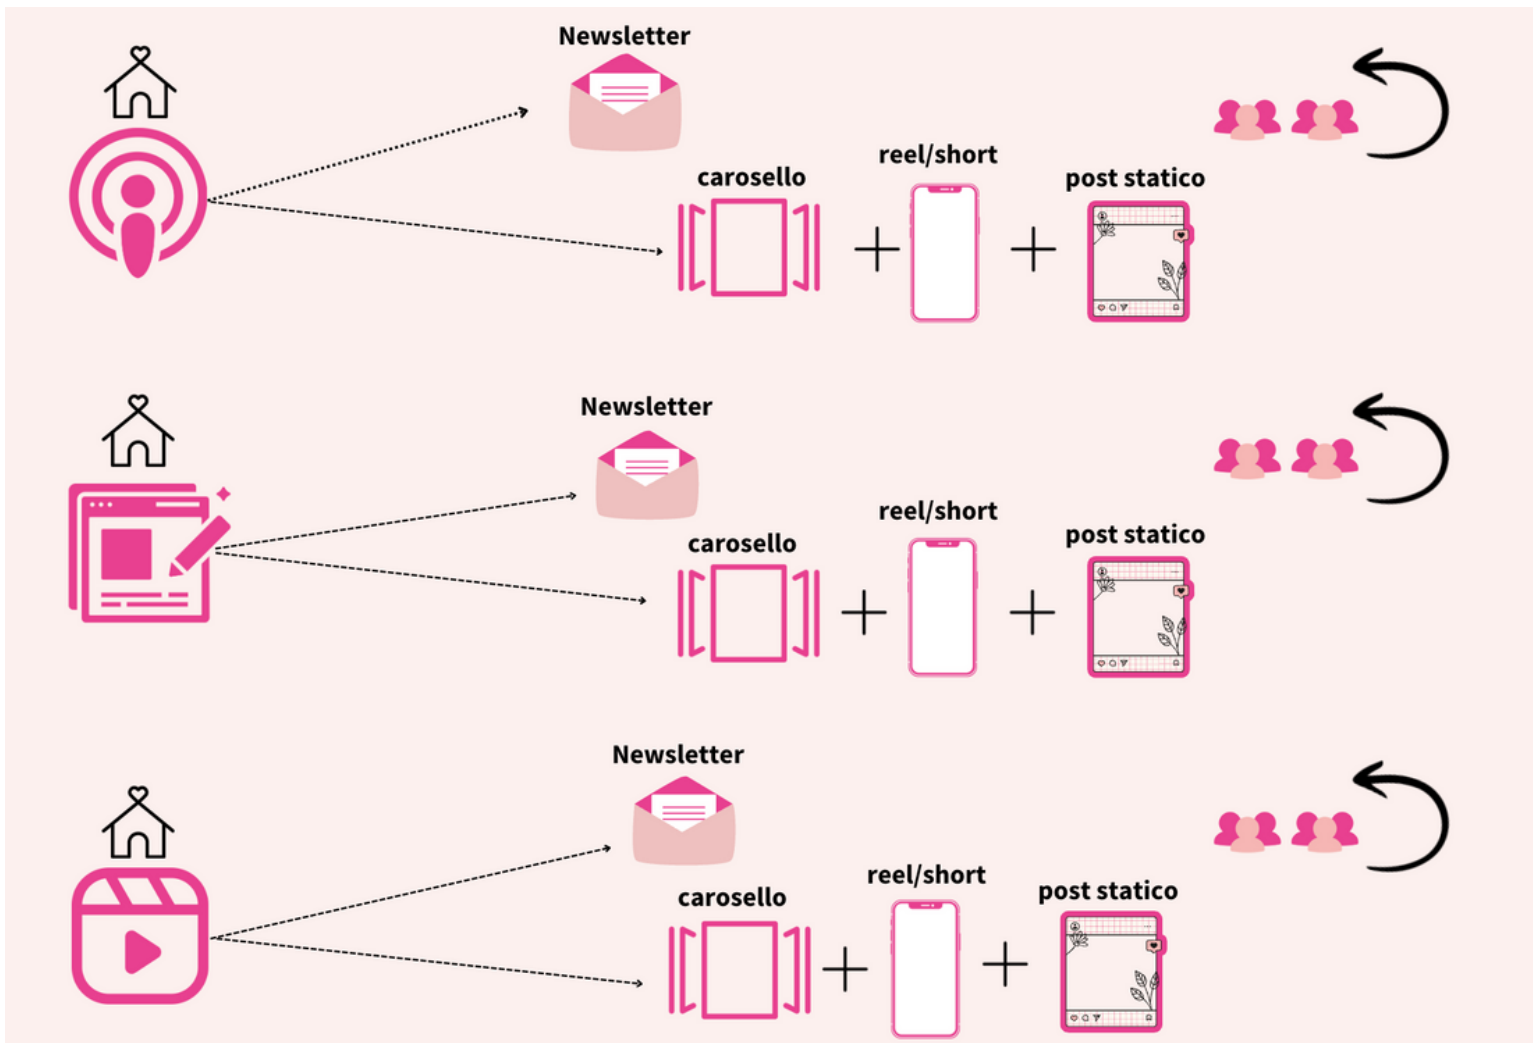 Newsletter
carosello
reel/short
post statico
Newsletter
carosello
reel/short
post statico
Newsletter
carosello
reel/short
post statico